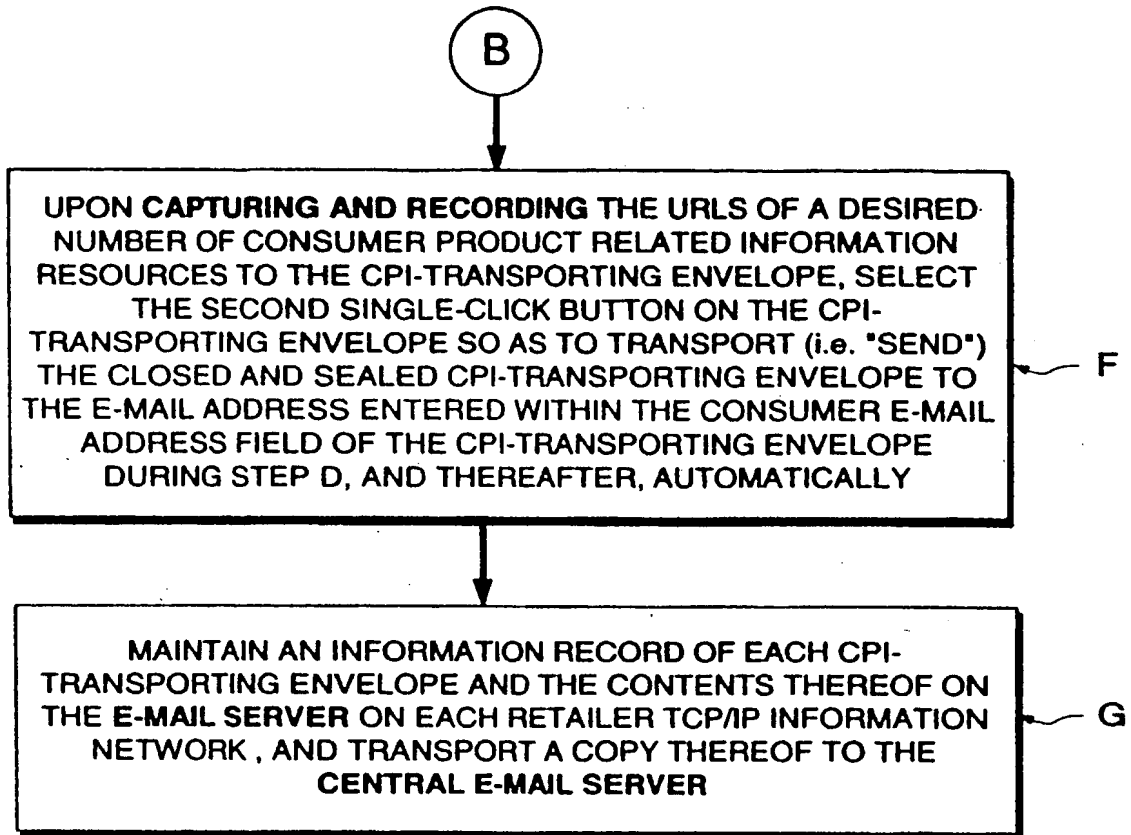 B
UPON CAPTURING AND RECORDING THE URLS OF A DESIRED
NUMBER OF CONSUMER PRODUCT RELATED INFORMATION
RESOURCES TO THE CPI-TRANSPORTING ENVELOPE, SELECT
THE SECOND SINGLE-CLICK BUTTON ON THE CPI-
TRANSPORTING ENVELOPE SO AS TO TRANSPORT (i.e. "SEND")
THE CLOSED AND SEALED CPI-TRANSPORTING ENVELOPE TO
THE E-MAIL ADDRESS ENTERED WITHIN THE CONSUMER E-MAIL
ADDRESS FIELD OF THE CPI-TRANSPORTING ENVELOPE
DURING STEP D, AND THEREAFTER, AUTOMATICALLY
F
MAINTAIN AN INFORMATION RECORD OF EACH CPI-
TRANSPORTING ENVELOPE AND THE CONTENTS THEREOF ON
THE E-MAIL SERVER ON EACH RETAILER TCP/IP INFORMATION
NETWORK , AND TRANSPORT A COPY THEREOF TO THE
CENTRAL E-MAIL SERVER
G